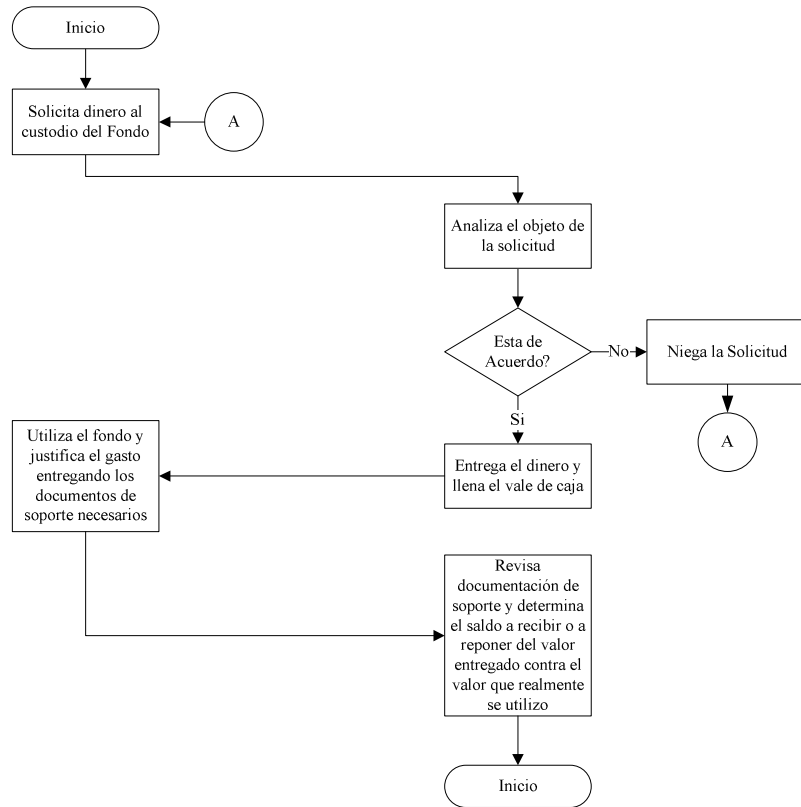 Inicio
Solicita dinero al
custodio del Fondo
A
Analiza el objeto de
la solicitud
Esta de
Acuerdo?
No
Niega la Solicitud
A
Si
Entrega el dinero y
llena el vale de caja
Utiliza el fondo y
justifica el gasto
entregando los
documentos de
soporte necesarios
Revisa
documentación de
soporte y determina
el saldo a recibir o a
reponer del valor
entregado contra el
valor que realmente
se utilizo
Inicio